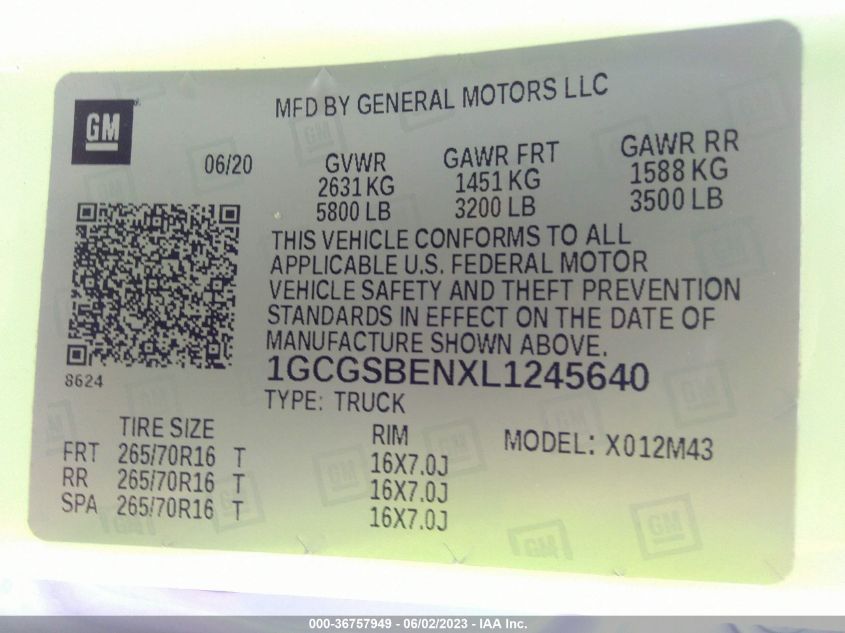 MFD BY GENERAL MOTORS LLC
GM
06/20 GVWR GAWR FRT GAWR RR
2631 KG 1451 KG 1588 KG
5800 LB 3200 LB 3500 LB
THIS VEHICLE CONFORMS TO ALL
APPLICABLE U.S. FEDERAL MOTOR
VEHICLE SAFETY AND THEFT PREVENTION
STANDARDS IN EFFECT ON THE DATE OF
MANUFACTURE SHOWN ABOVE.
8624 1GCGSBENXL1245640
TYPE: TRUCK
TIRE SIZE RIM MODEL: X012M43
FRT 265/70R16 T 16X7.0J
RR 265/70R16 T 16X7.0J
SPA 265/70R16 T 16X7.0J
000-36757949 - 06/02/2023 - IAA Inc.